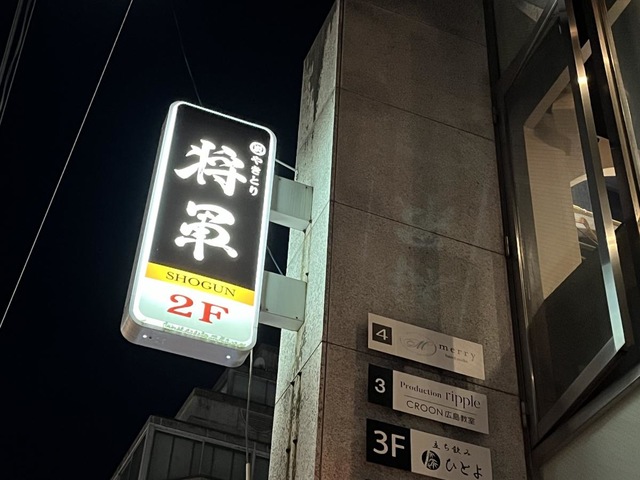 やきとり
将軍
SHOGUN
2F
4
merry
3
Production ripple
CROON 広島教室
3F
立ち飲み
ひとよ